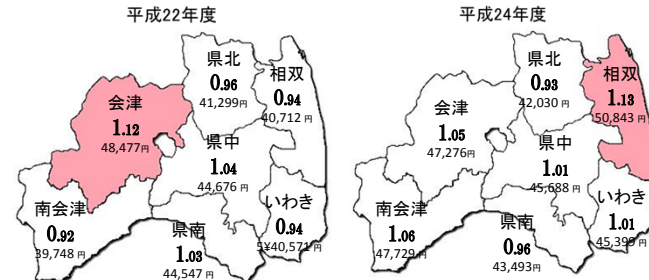 平成22年度
県北
0.96
41,299円
相双
0.94
40,712円
会津
1.12
48,477円
県中
1.04
44,676円
南会津
0.92
39,748円
県南
1.03
44,547円
いわき
0.94
5¥40,571円
平成24年度
県北
0.93
42,030円
相双
1.13
50,843円
会津
1.05
47,276円
県中
1.01
45,688円
南会津
1.06
47,729円
県南
0.96
43,493円
いわき
1.01
45,399円